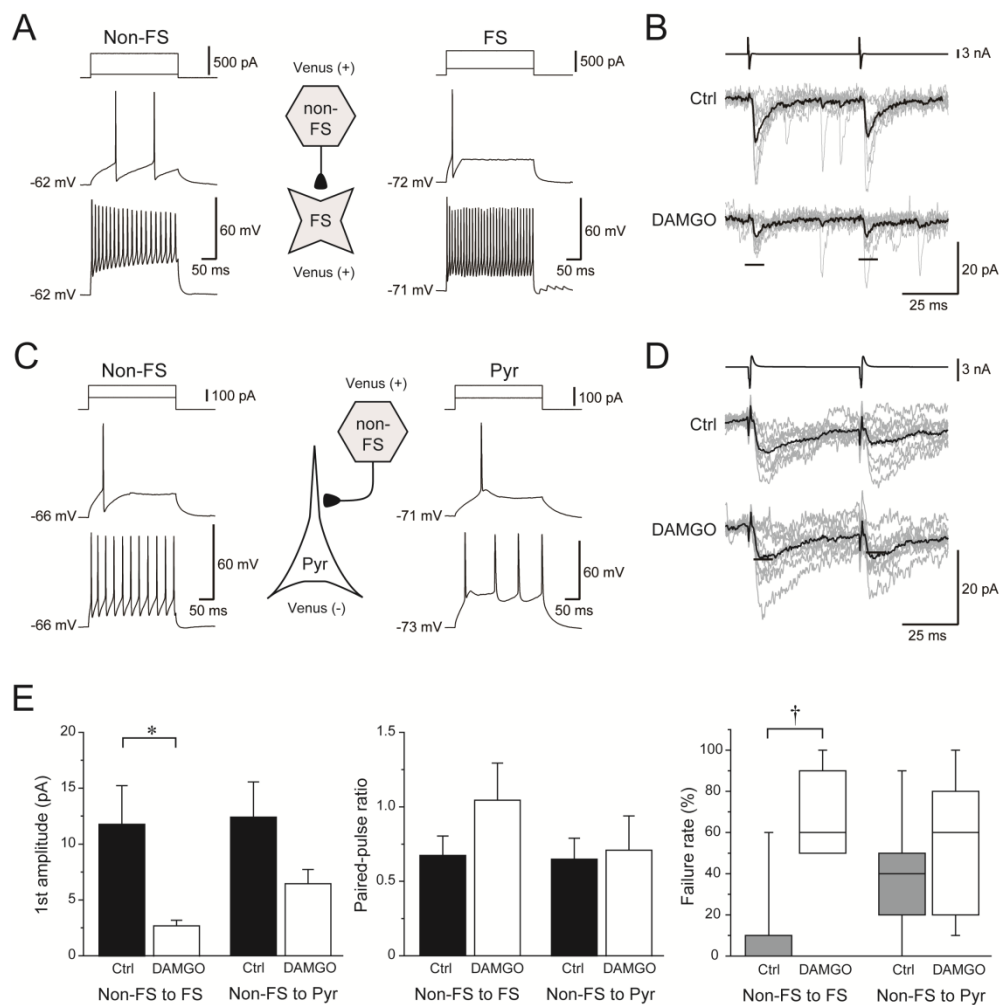 A
Non-FS
500 pA
Venus (+)
non-
FS
FS
Venus (+)
-62 mV
-62 mV
60 mV
50 ms
FS
500 pA
-72 mV
-71 mV
60 mV
50 ms
B
3 nA
Ctrl
DAMGO
20 pA
25 ms
C
Non-FS
100 pA
Venus (+)
non-
FS
Pyr
Venus (-)
-66 mV
-66 mV
60 mV
50 ms
Pyr
100 pA
-71 mV
-73 mV
60 mV
50 ms
D
3 nA
Ctrl
DAMGO
20 pA
25 ms
E
1st amplitude (pA)
20
15
10
5
0
*
Ctrl DAMGO Ctrl DAMGO
Non-FS to FS Non-FS to Pyr
Paired-pulse ratio
1.5
1.0
0.5
0
Ctrl DAMGO Ctrl DAMGO
Non-FS to FS Non-FS to Pyr
Failure rate (%)
100
80
60
40
20
0
†
Ctrl DAMGO Ctrl DAMGO
Non-FS to FS Non-FS to Pyr